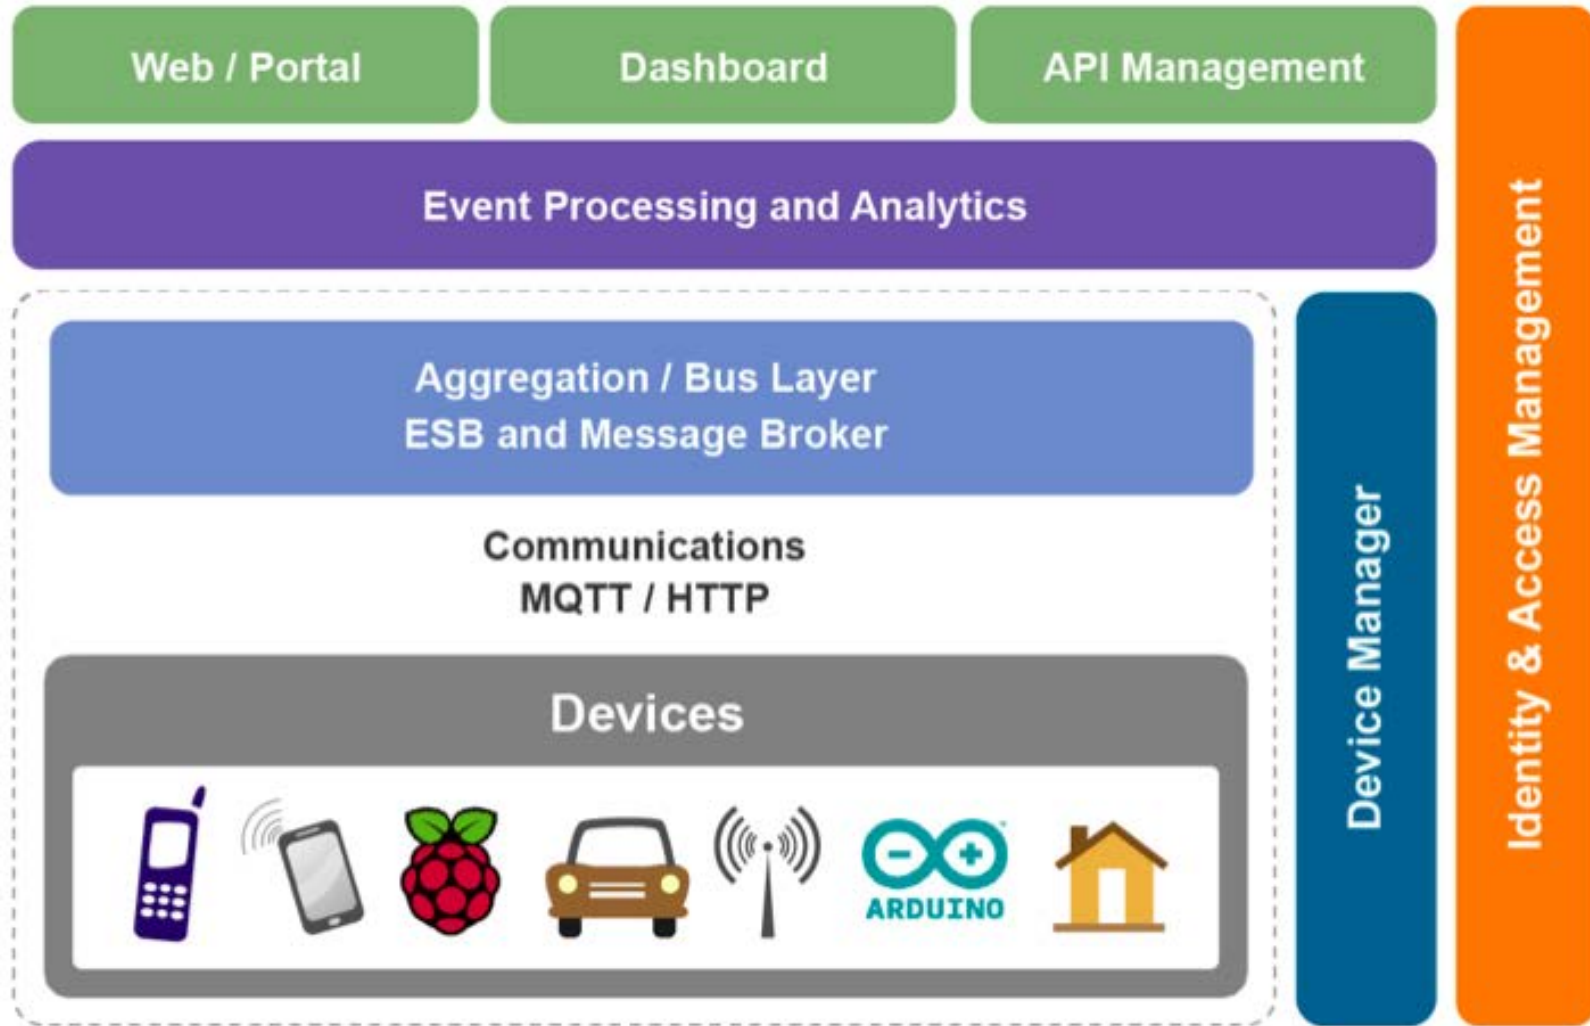 Web / Portal
Dashboard
API Management
Event Processing and Analytics
Aggregation / Bus Layer
ESB and Message Broker
Communications
MQTT / HTTP
Devices
ARDUINO
Device Manager
Identity & Access Management